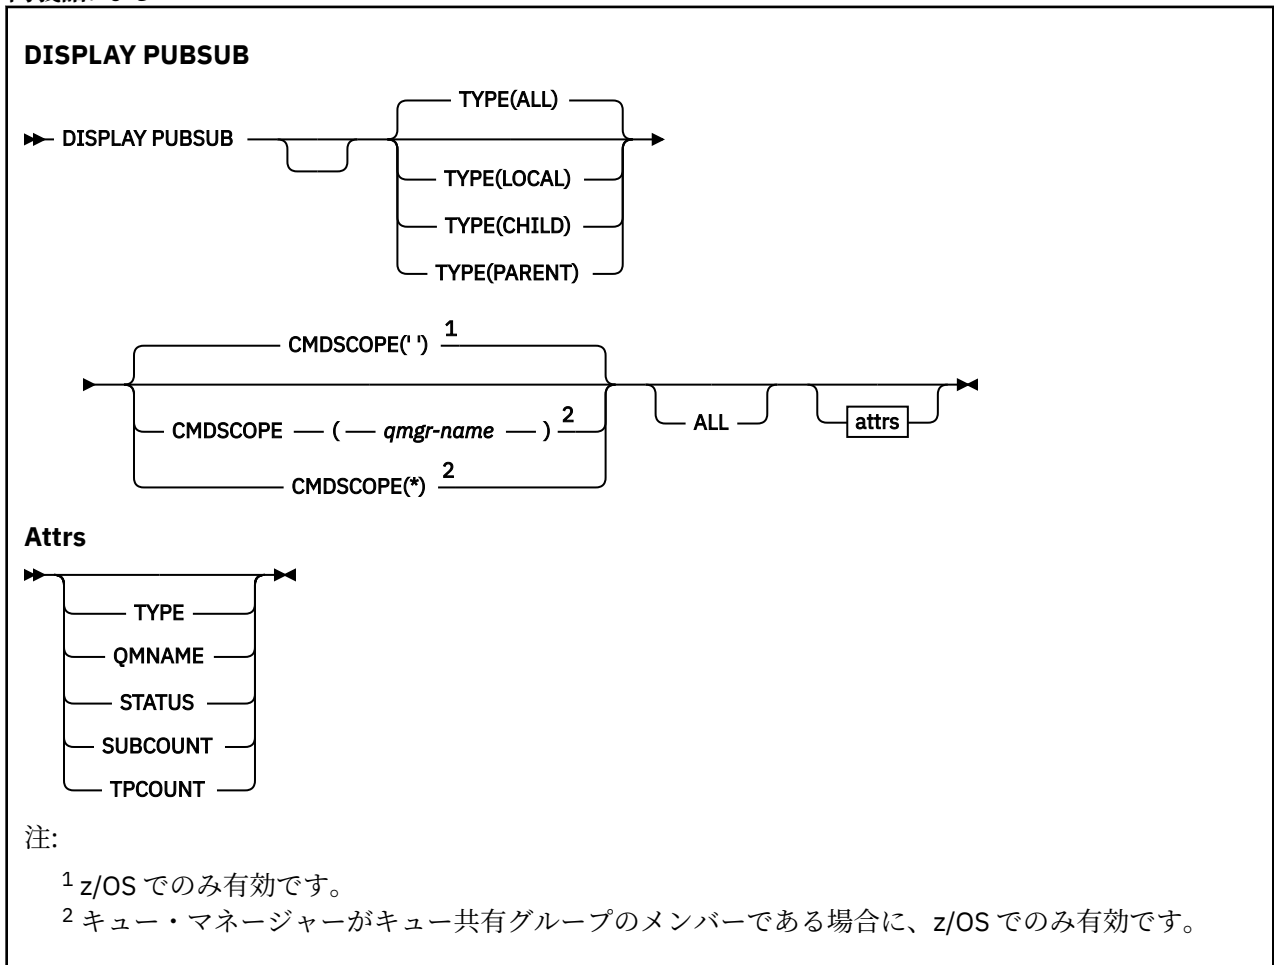 DISPLAY PUBSUB
TYPE(ALL)
DISPLAY PUBSUB
TYPE(LOCAL)
TYPE(CHILD)
TYPE(PARENT)
CMDSCOPE(' ') 1
CMDSCOPE ( qmgr-name ) 2
ALL
attrs
CMDSCOPE(*) 2
Attrs
TYPE
QMNAME
STATUS
SUBCOUNT
TPCOUNT
注:
1 z/OS でのみ有効です。
2 キュー・マネージャーがキュー共有グループのメンバーである場合に、z/OS でのみ有効です。